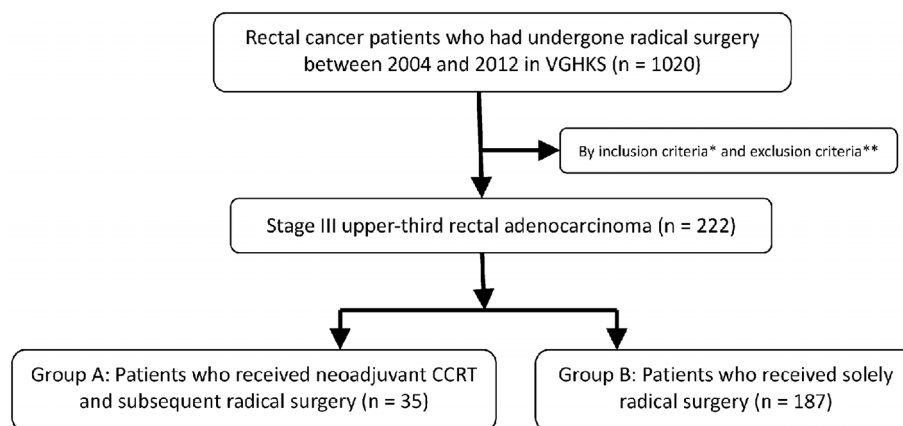 Rectal cancer patients who had undergone radical surgery
between 2004 and 2012 in VGHKS (n = 1020)
By inclusion criteria* and exclusion criteria**
Stage III upper-third rectal adenocarcinoma (n = 222)
Group A: Patients who received neoadjuvant CCRT
and subsequent radical surgery (n = 35)
Group B: Patients who received solely
radical surgery (n = 187)